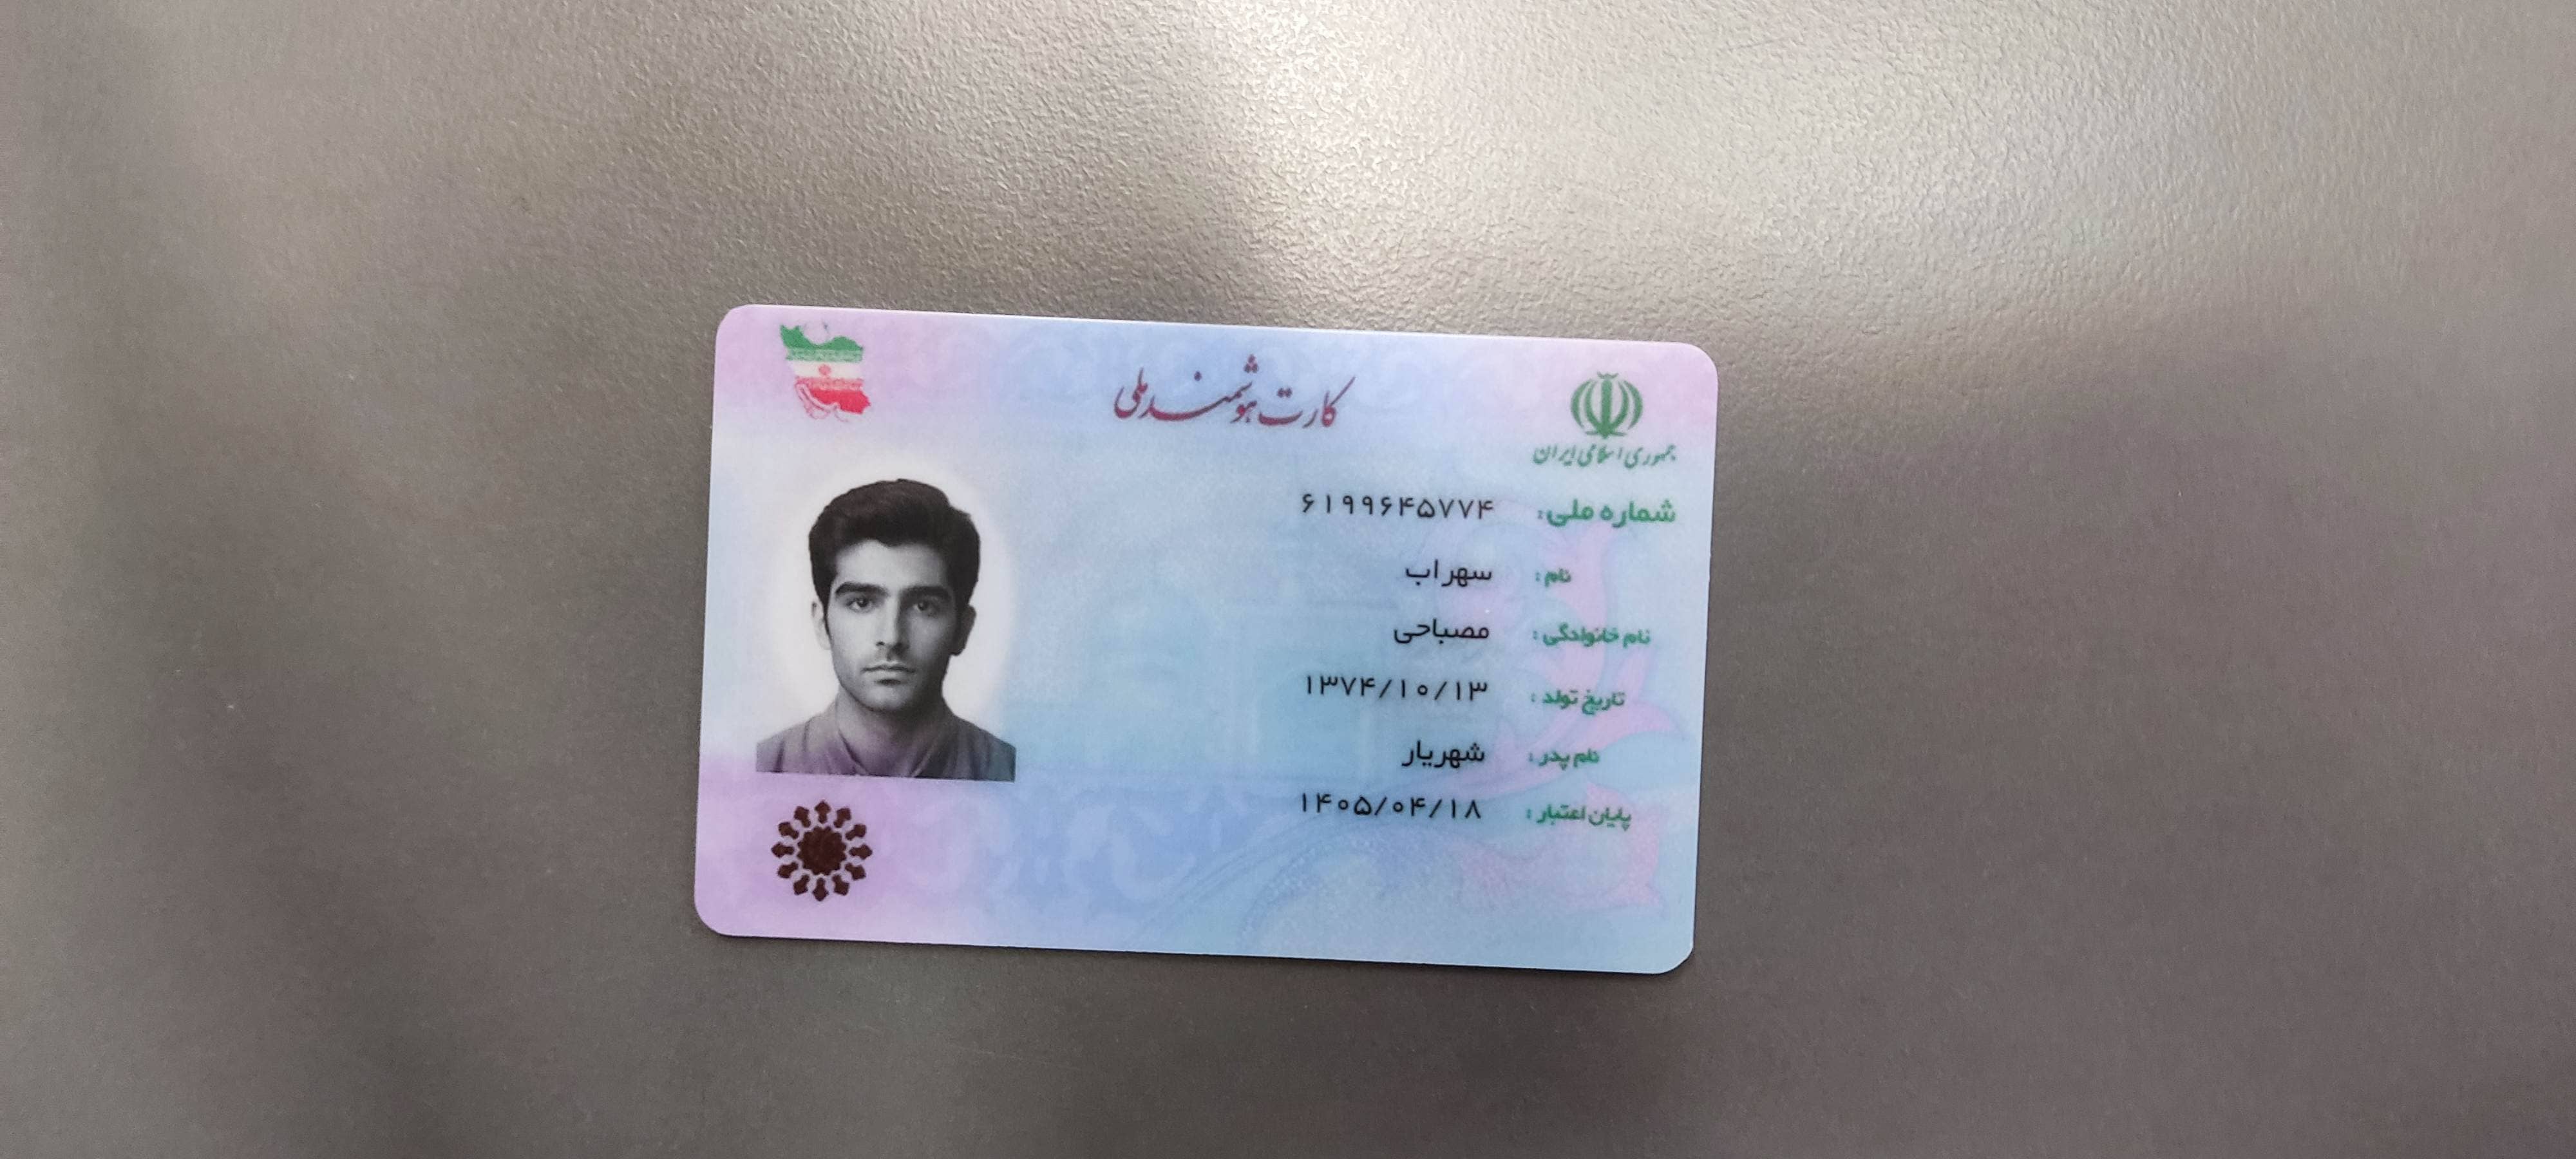 کارت هوشمند ملی
جمهوری اسلامی ایران
شماره ملی: ۶۱۹۹۶۴۵۷۷۴
نام: سهراب
نام خانوادگی: مصباحی
تاریخ تولد: ۱۳۷۴/۱۰/۱۳
نام پدر: شهریار
پایان اعتبار: ۱۴۰۵/۰۴/۱۸